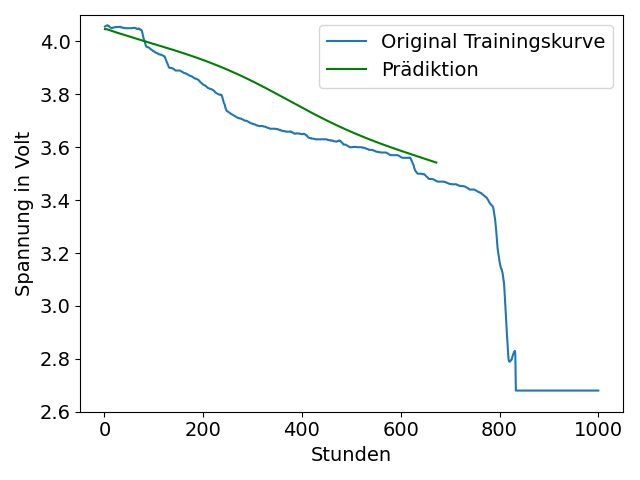 Original Trainingskurve
Prädiktion
Spannung in Volt
4.0
3.8
3.6
3.4
3.2
3.0
2.8
2.6
0 200 400 600 800 1000
Stunden